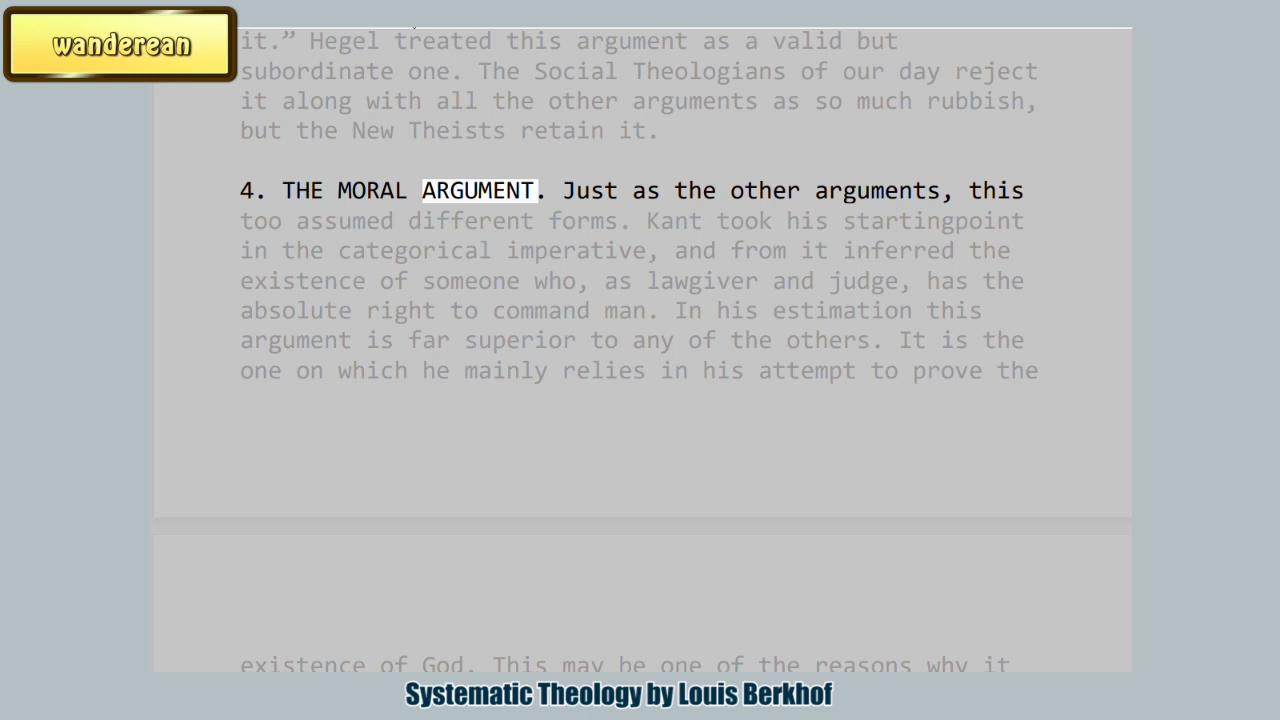 wanderean
it.” Hegel treated this argument as a valid but
subordinate one. The Social Theologians of our day reject
it along with all the other arguments as so much rubbish,
but the New Theists retain it.
4. THE MORAL ARGUMENT. Just as the other arguments, this
too assumed different forms. Kant took his startingpoint
in the categorical imperative, and from it inferred the
existence of someone who, as lawgiver and judge, has the
absolute right to command man. In his estimation this
argument is far superior to any of the others. It is the
one on which he mainly relies in his attempt to prove the
existence of God. This may be one of the reasons why it
Systematic Theology by Louis Berkhof